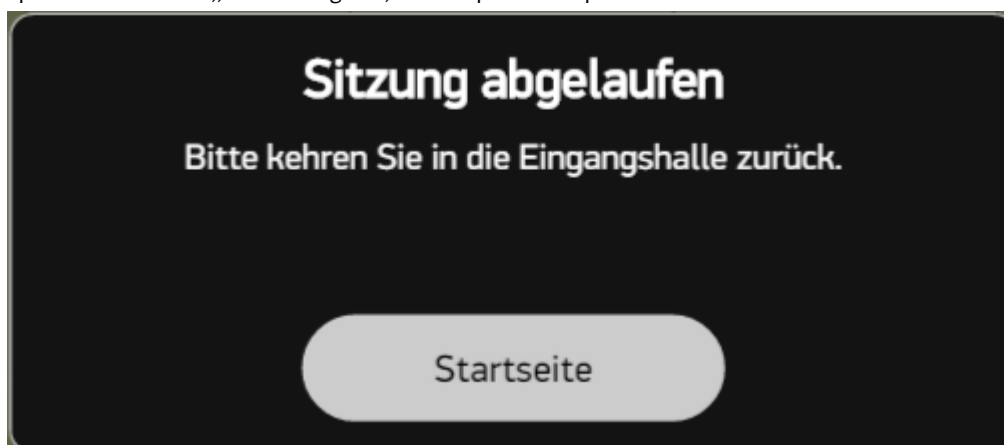 Sitzung abgelaufen
Bitte kehren Sie in die Eingangshalle zurück.
Startseite